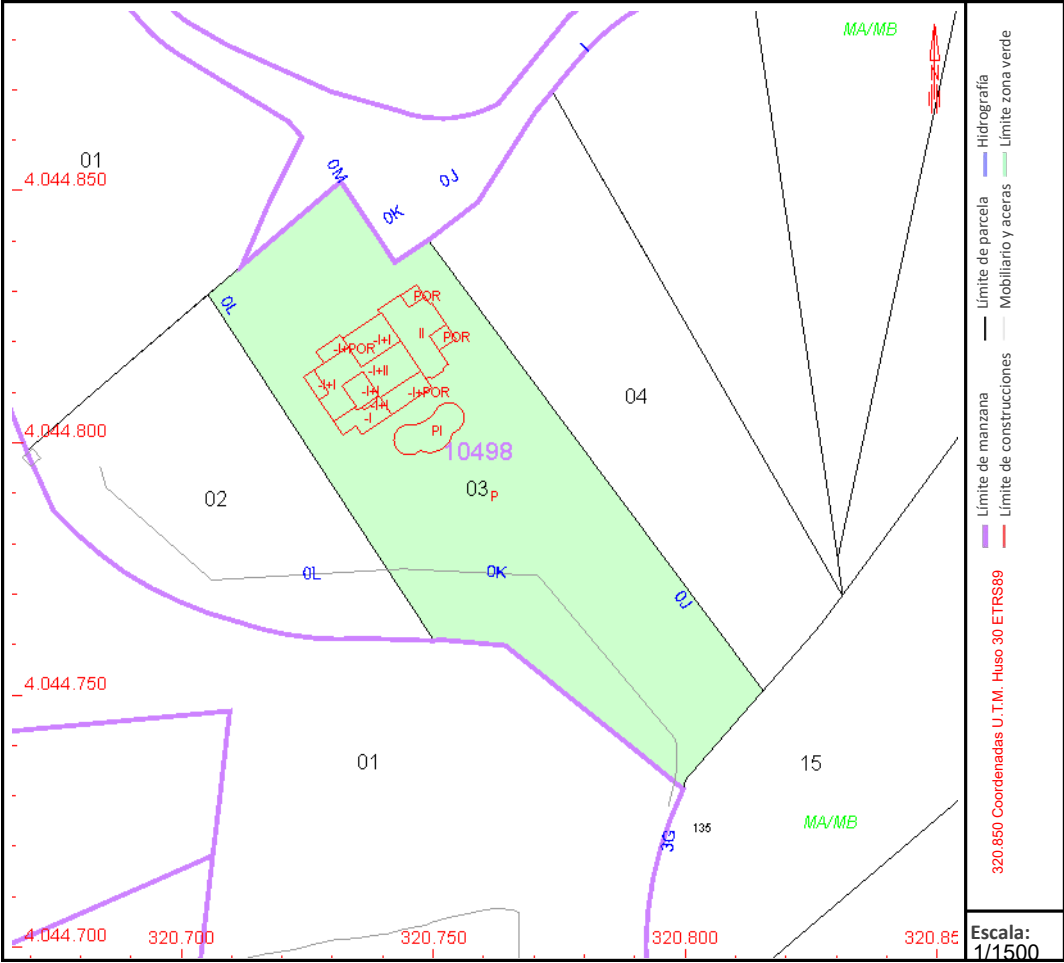 MA/MB
I
01
4.044.850
0M
0J
0K
0L
POR
II
POR
-I+POR
-I+I
-I+I
-I+II
-I+POR
-I
PI
04
4.044.800
10498
02
03
P
0L
0K
0J
4.044.750
01
15
MA/MB
135
3G
4.044.700
320.700
320.750
320.800
320.85
Hidrografía
Límite zona verde
Límite de parcela
Mobiliario y aceras
Límite de manzana
Límite de construcciones
320.850 Coordenadas U.T.M. Huso 30 ETRS89
Escala:
1/1500